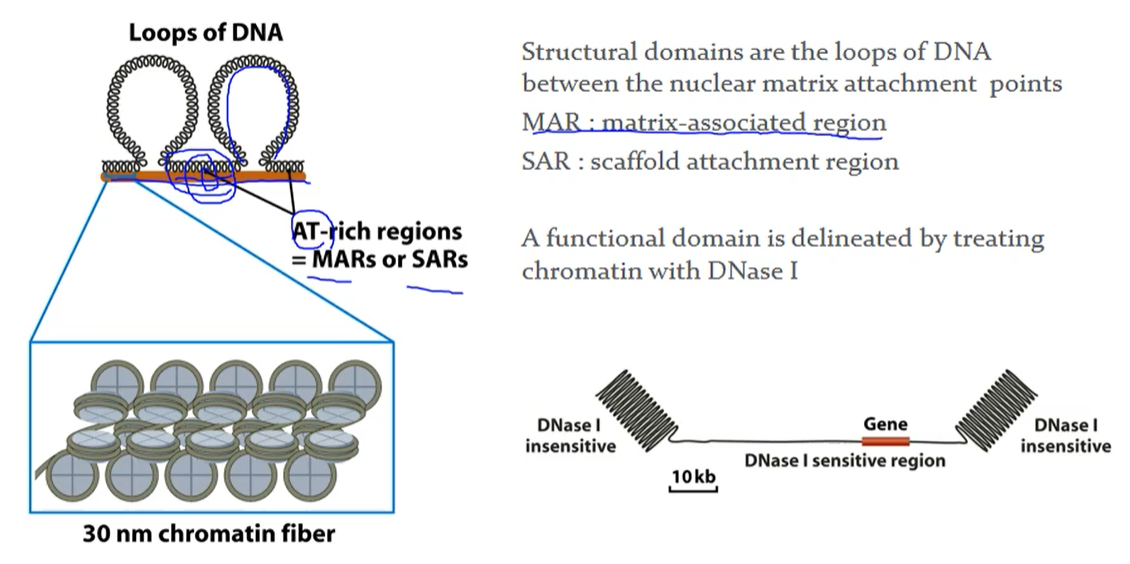 Loops of DNA
AT-rich regions
= MARs or SARs
30 nm chromatin fiber
Structural domains are the loops of DNA
between the nuclear matrix attachment points
MAR : matrix-associated region
SAR : scaffold attachment region
A functional domain is delineated by treating
chromatin with DNase I
DNase I
insensitive
Gene
DNase I
insensitive
DNase I sensitive region
10 kb